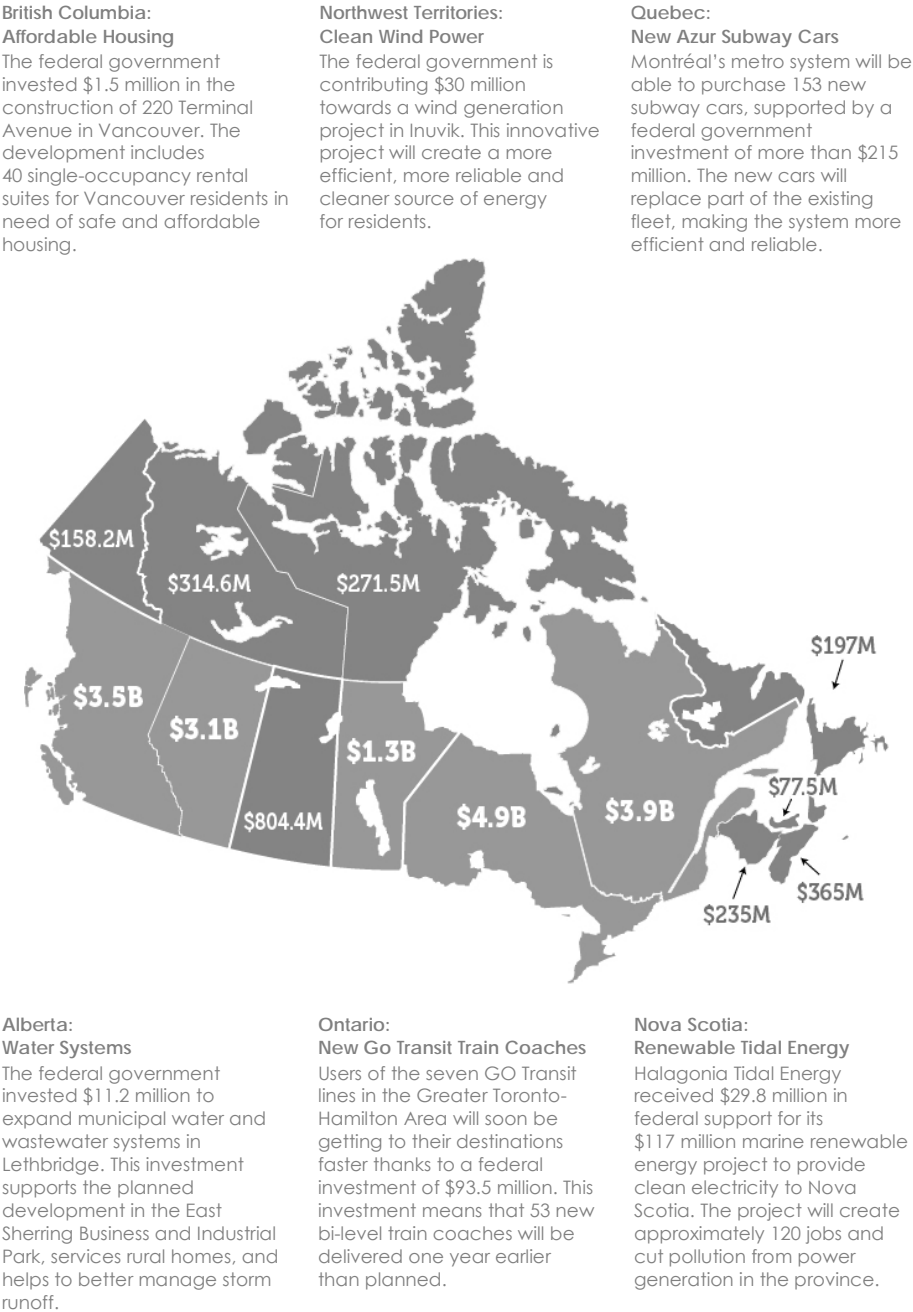 British Columbia:
Affordable Housing
The federal government
invested $1.5 million in the
construction of 220 Terminal
Avenue in Vancouver. The
development includes
40 single-occupancy rental
suites for Vancouver residents in
need of safe and affordable
housing.
Northwest Territories:
Clean Wind Power
The federal government is
contributing $30 million
towards a wind generation
project in Inuvik. This innovative
project will create a more
efficient, more reliable and
cleaner source of energy
for residents.
Quebec:
New Azur Subway Cars
Montréal's metro system will be
able to purchase 153 new
subway cars, supported by a
federal government
investment of more than $215
million. The new cars will
replace part of the existing
fleet, making the system more
efficient and reliable.
$158.2M
$314.6M
$271.5M
$197M
$3.5B
$3.1B
$1.3B
$77.5M
$804.4M
$4.9B
$3.9B
$365M
$235M
Alberta:
Water Systems
The federal government
invested $11.2 million to
expand municipal water and
wastewater systems in
Lethbridge. This investment
supports the planned
development in the East
Sherring Business and Industrial
Park, services rural homes, and
helps to better manage storm
runoff.
Ontario:
New Go Transit Train Coaches
Users of the seven GO Transit
lines in the Greater Toronto-
Hamilton Area will soon be
getting to their destinations
faster thanks to a federal
investment of $93.5 million. This
investment means that 53 new
bi-level train coaches will be
delivered one year earlier
than planned.
Nova Scotia:
Renewable Tidal Energy
Halagonia Tidal Energy
received $29.8 million in
federal support for its
$117 million marine renewable
energy project to provide
clean electricity to Nova
Scotia. The project will create
approximately 120 jobs and
cut pollution from power
generation in the province.